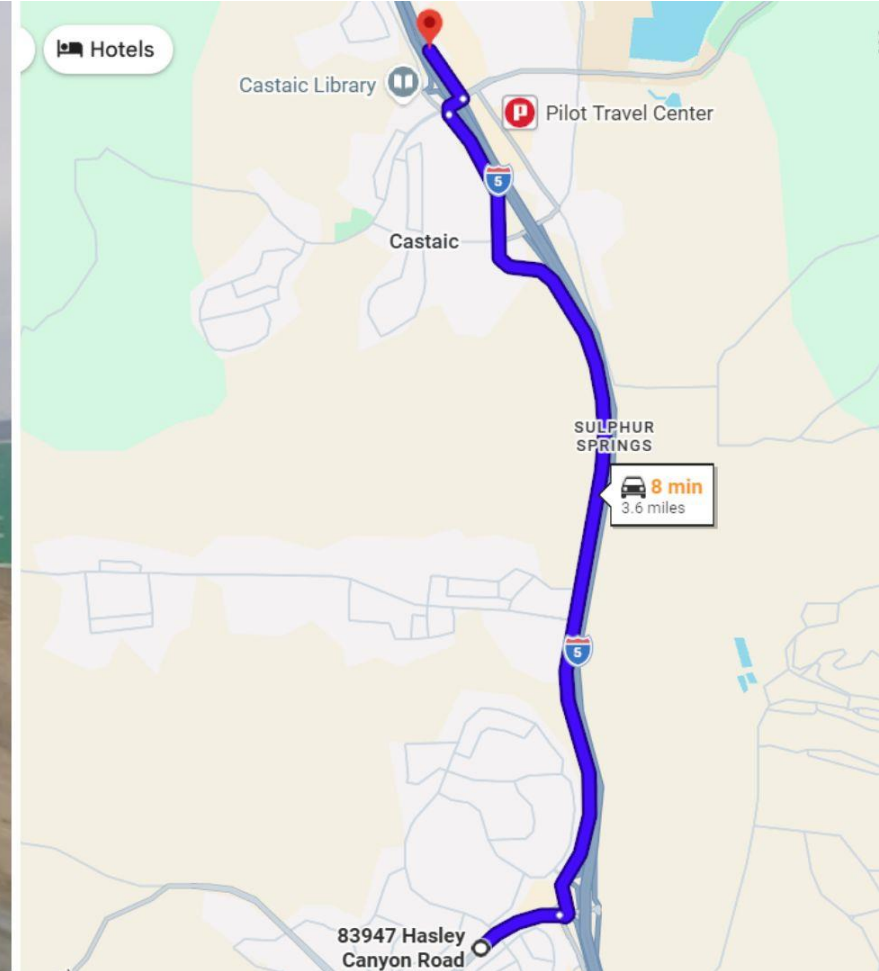 Hotels
Castaic Library
P
Pilot Travel Center
5
Castaic
SULPHUR
SPRINGS
8 min
3.6 miles
5
83947 Hasley
Canyon Road